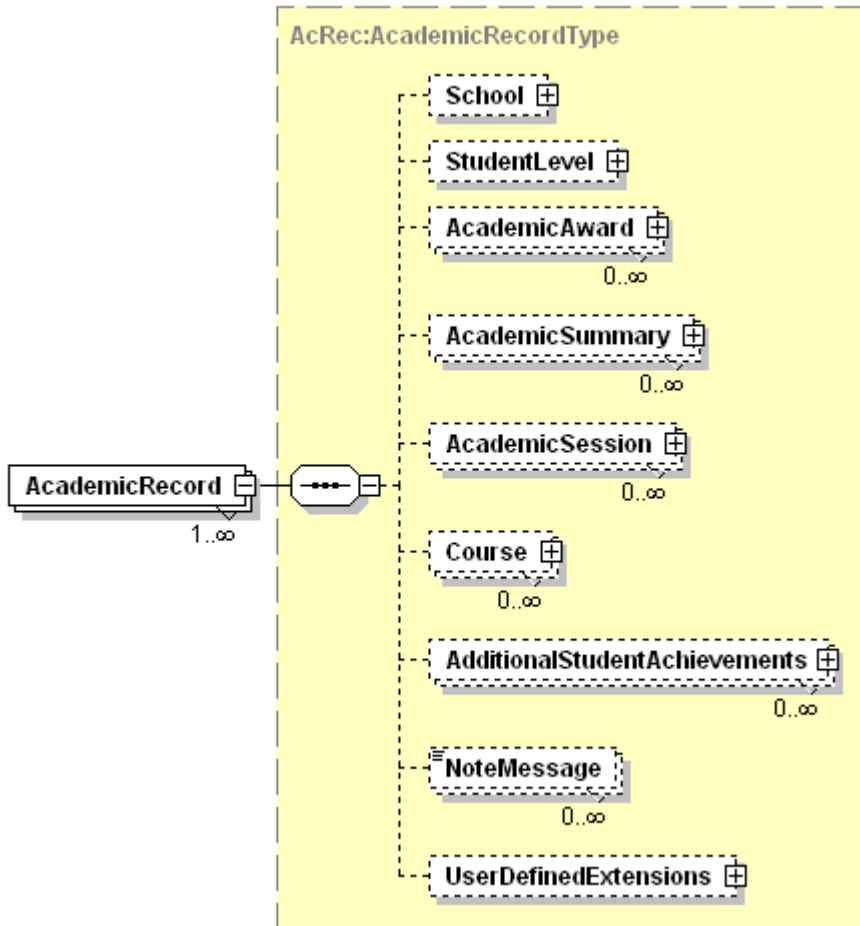 AcRec:AcademicRecordType
School
StudentLevel
AcademicAward
0..∞
AcademicSummary
0..∞
AcademicSession
0..∞
AcademicRecord
1..∞
Course
0..∞
AdditionalStudentAchievements
0..∞
NoteMessage
0..∞
UserDefinedExtensions